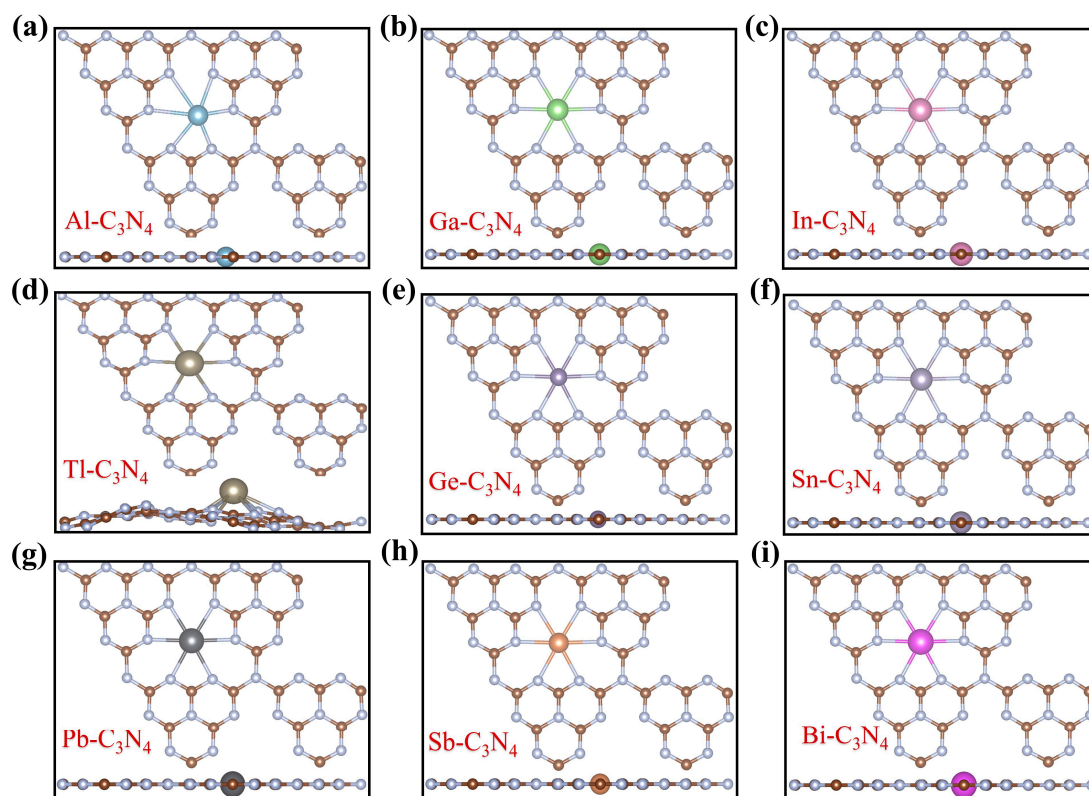 (a)
Al-C₃N₄
(b)
Ga-C₃N₄
(c)
In-C₃N₄
(d)
Tl-C₃N₄
(e)
Ge-C₃N₄
(f)
Sn-C₃N₄
(g)
Pb-C₃N₄
(h)
Sb-C₃N₄
(i)
Bi-C₃N₄